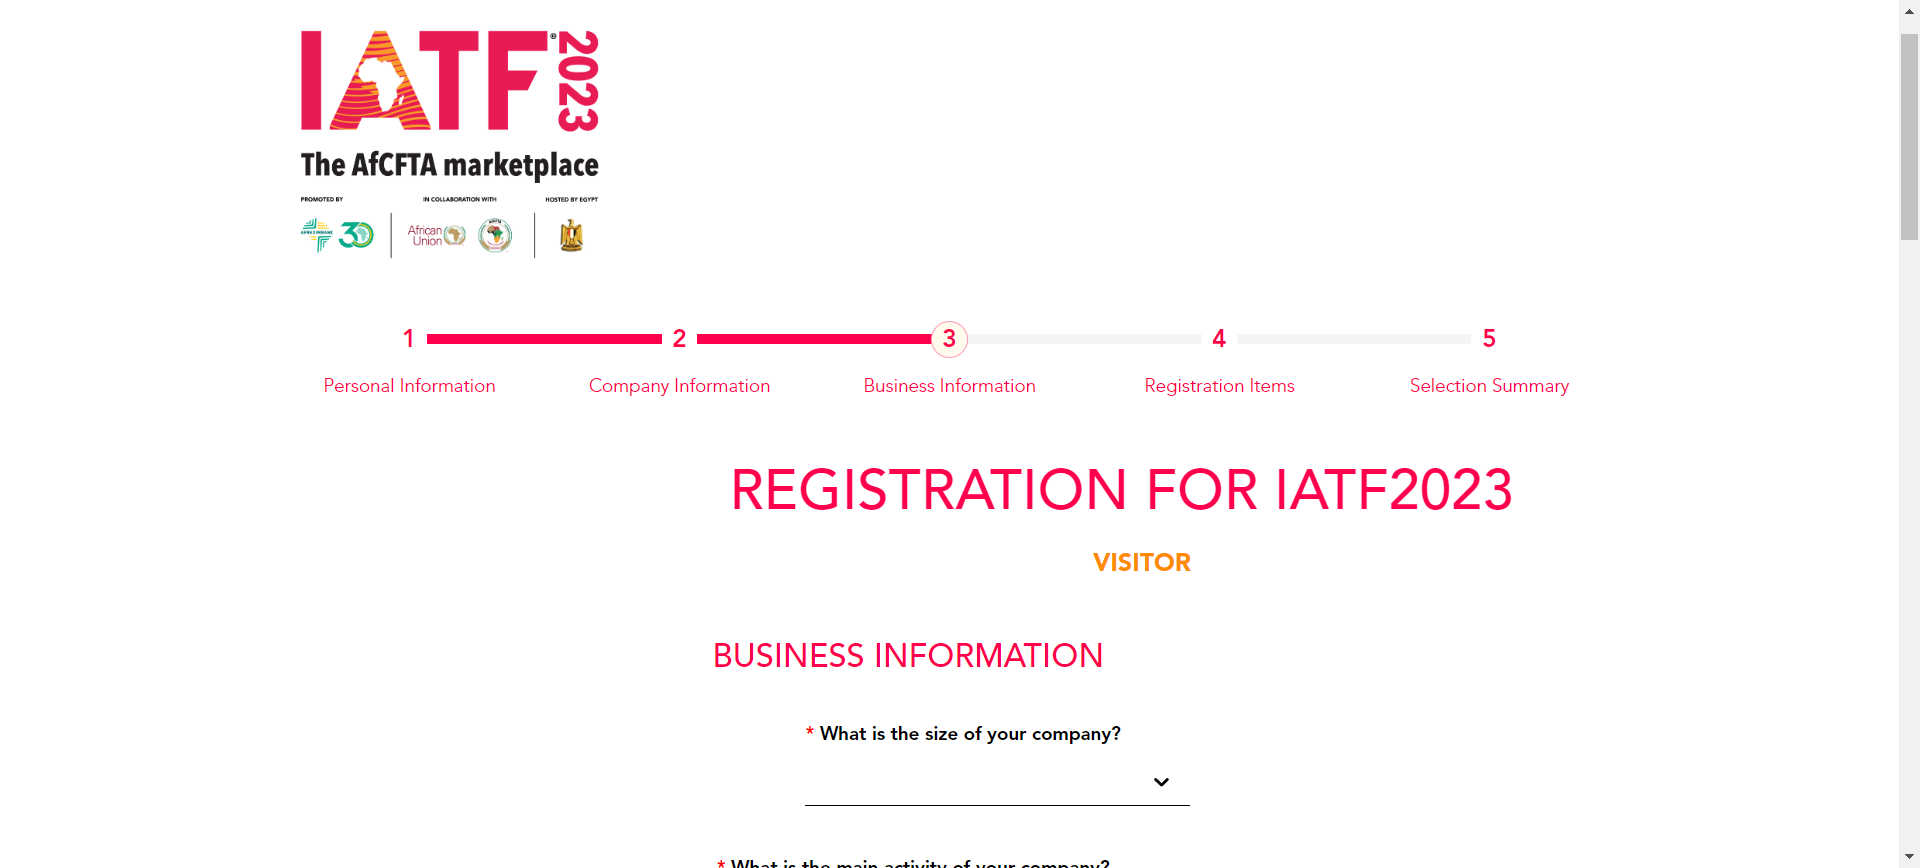 IATF® 2023
The AfCFTA marketplace
PROMOTED BY IN COLLABORATION WITH HOSTED BY EGYPT
30 African Union
1 2 3 4 5
Personal Information Company Information Business Information Registration Items Selection Summary
REGISTRATION FOR IATF2023
VISITOR
BUSINESS INFORMATION
* What is the size of your company?
* What is the main activity of your company?